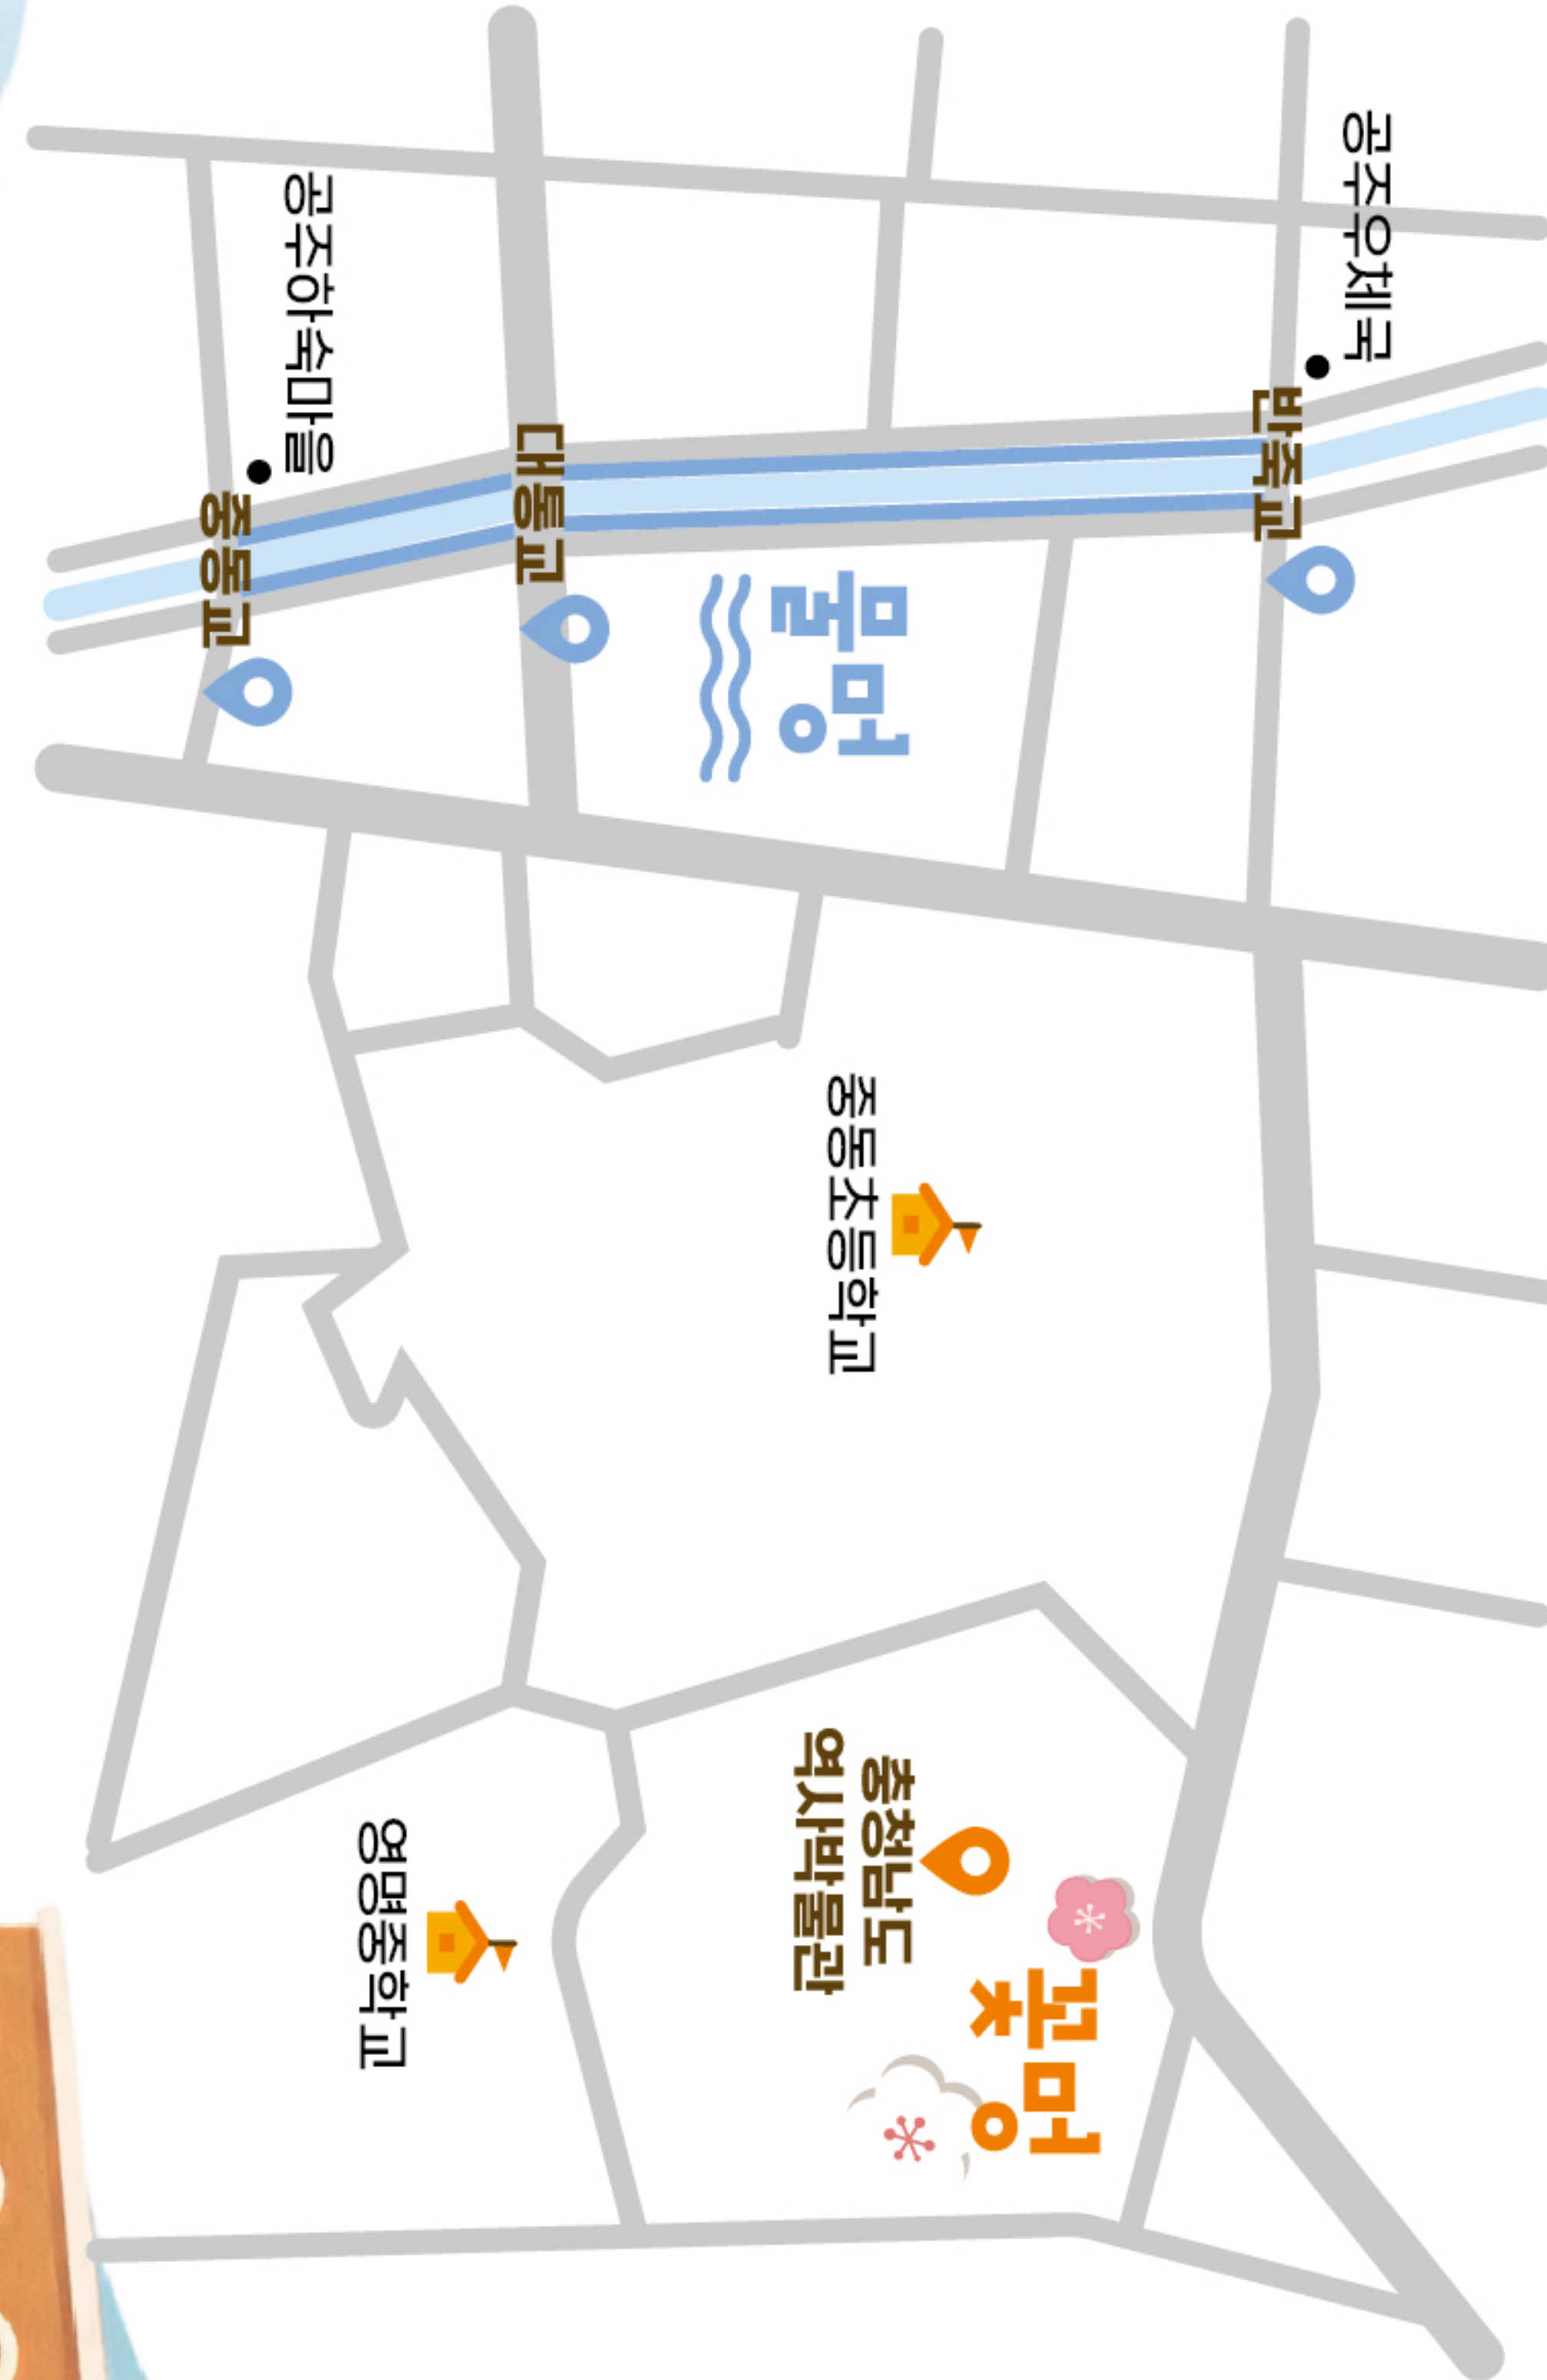 공주우체국
반죽교
물멍
대통교
공주하숙마을
중동교
중동초등학교
충청남도
역사박물관
꽃멍
영명중학교